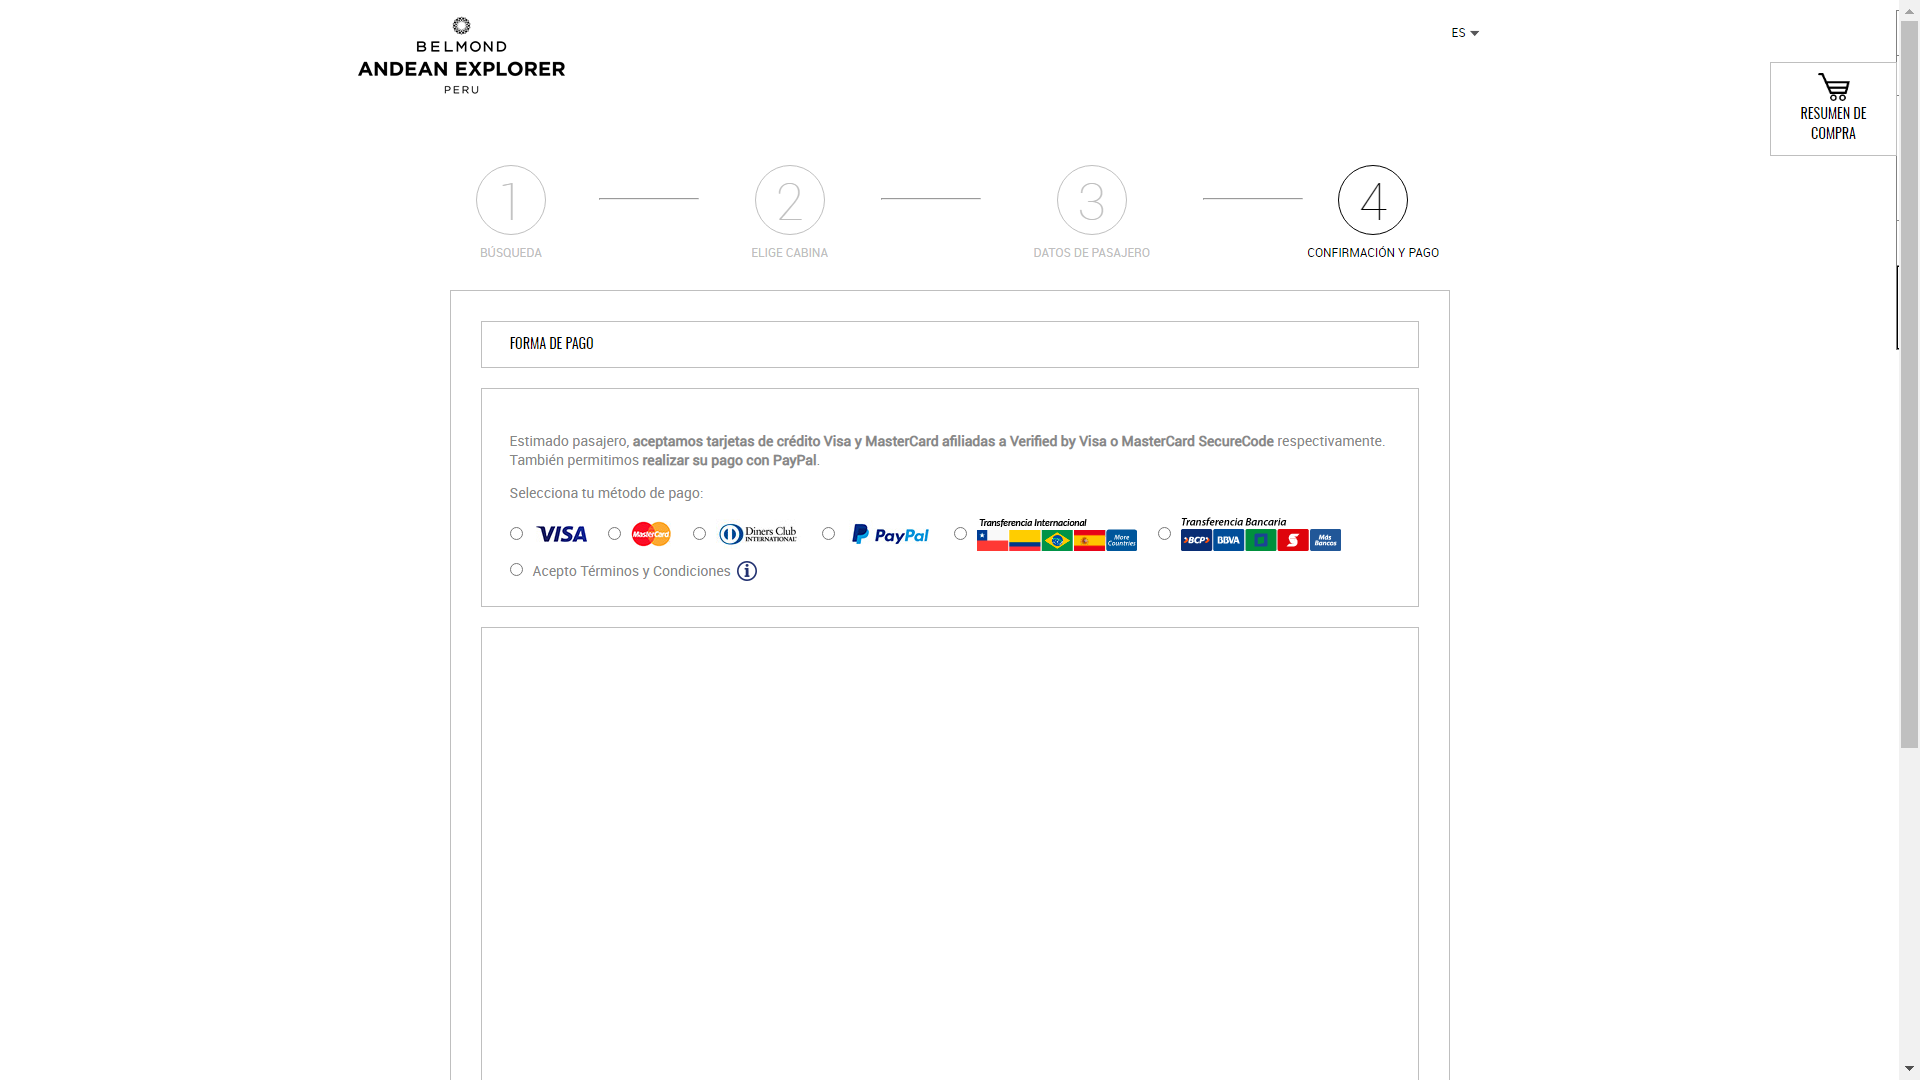 BELMOND
ANDEAN EXPLORER
PERU
ES
RESUMEN DE
COMPRA
1
2
3
4
BÚSQUEDA
ELIGE CABINA
DATOS DE PASAJERO
CONFIRMACIÓN Y PAGO
FORMA DE PAGO
Estimado pasajero, aceptamos tarjetas de crédito Visa y MasterCard afiliadas a Verified by Visa o MasterCard SecureCode respectivamente.
También permitimos realizar su pago con PayPal.
Selecciona tu método de pago:
VISA
MasterCard
Diners Club
INTERNATIONAL
PayPal
Transferencia Internacional
More
Countries
Transferencia Bancaria
BCP
BBVA
Más
Bancos
Acepto Términos y Condiciones